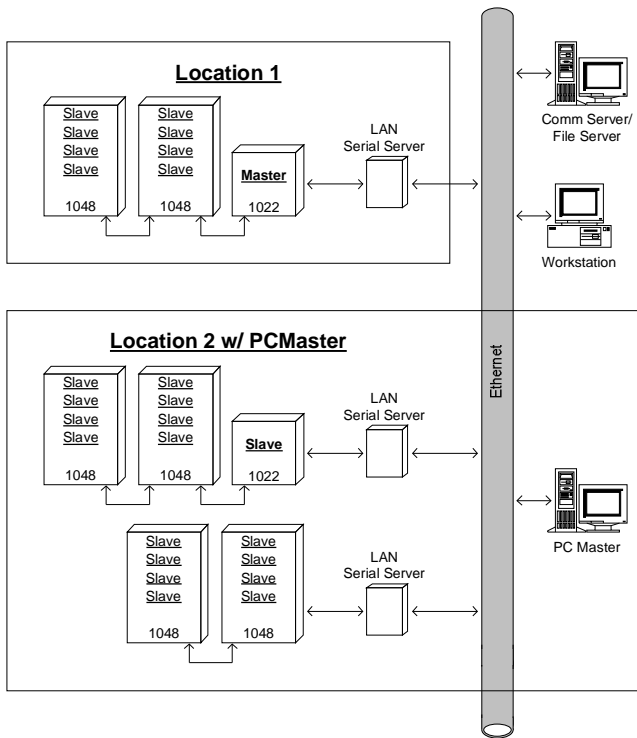 Location 1
Slave
Slave
Slave
Slave
1048
Slave
Slave
Slave
Slave
1048
Master
1022
LAN
Serial Server
Comm Server/
File Server
Workstation
Ethernet
Location 2 w/ PCMaster
Slave
Slave
Slave
Slave
1048
Slave
Slave
Slave
Slave
1048
Slave
1022
LAN
Serial Server
PC Master
Slave
Slave
Slave
Slave
1048
Slave
Slave
Slave
Slave
1048
LAN
Serial Server